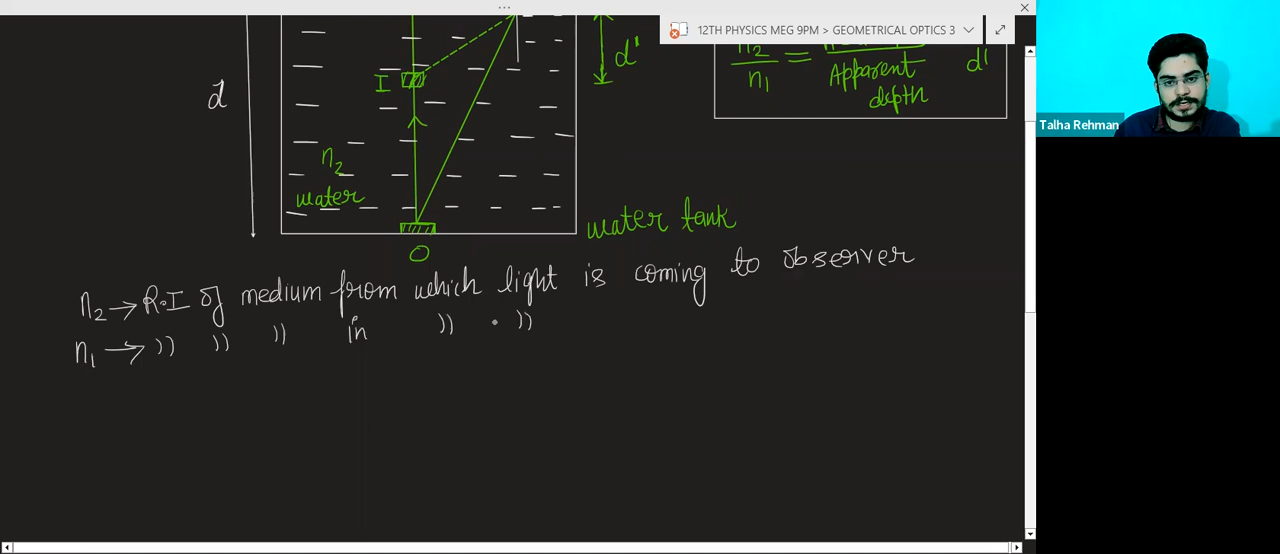 12TH PHYSICS MEG 9PM > GEOMETRICAL OPTICS 3
Talha Rehman
d
I
d'
n2
water
O
water tank
n2
n1
=
Apparent
depth
d'
n2 → R.I of medium from which light is coming to observer
n1 → )) )) )) in )) ))